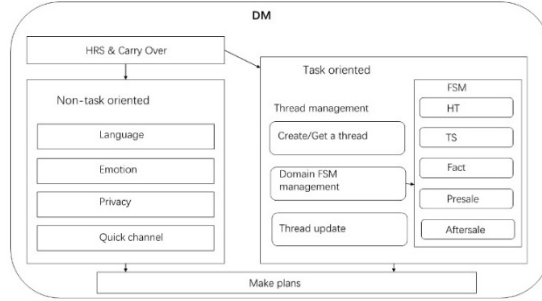 DM
HRS & Carry Over
Non-task oriented
Language
Emotion
Privacy
Quick channel
Task oriented
Thread management
Create/Get a thread
Domain FSM
management
Thread update
FSM
HT
TS
Fact
Presale
Aftersale
Make plans